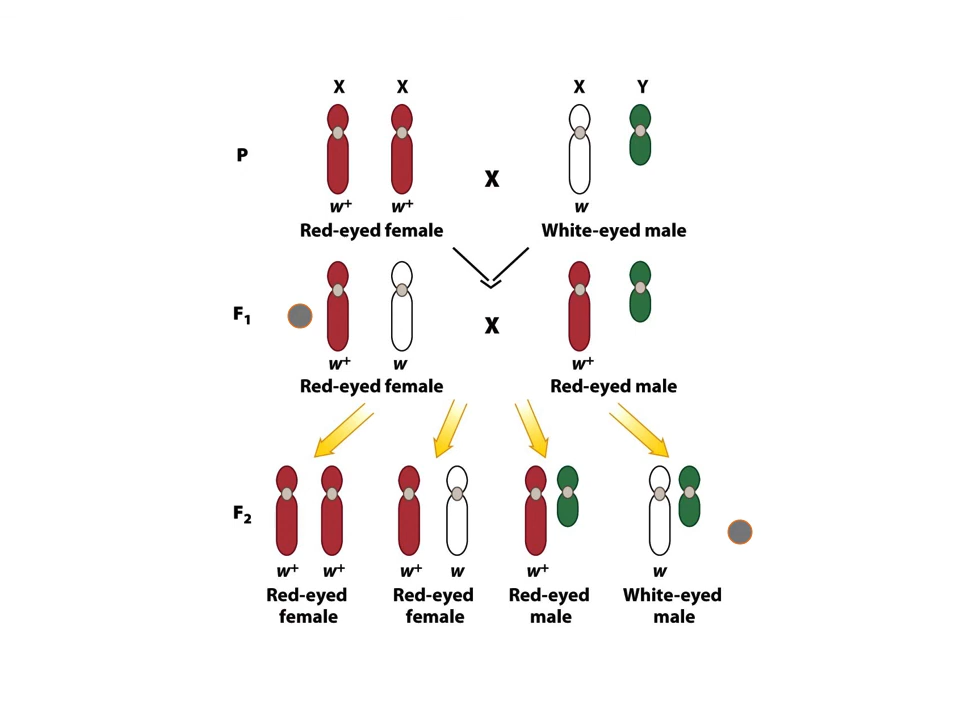 X X X Y
P
X
w+ w+ w
Red-eyed female White-eyed male
F1
X
w+ w w+
Red-eyed female Red-eyed male
F2
w+ w+ w+ w w+ w
Red-eyed Red-eyed Red-eyed White-eyed
female female male male